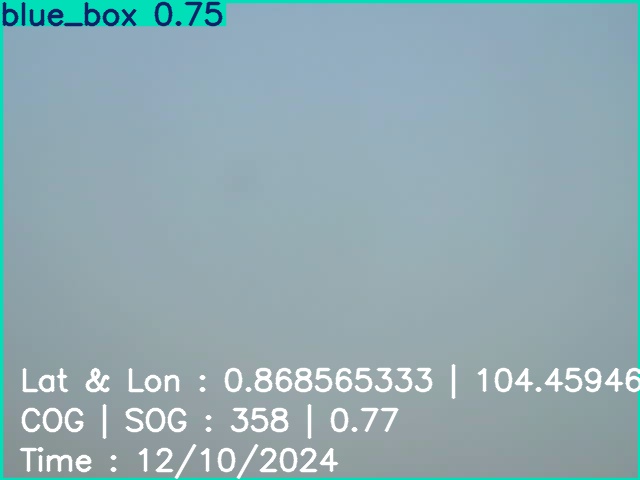 blue_box 0.75
Lat & Lon : 0.868565333 | 104.45946
COG | SOG : 358 | 0.77
Time : 12/10/2024